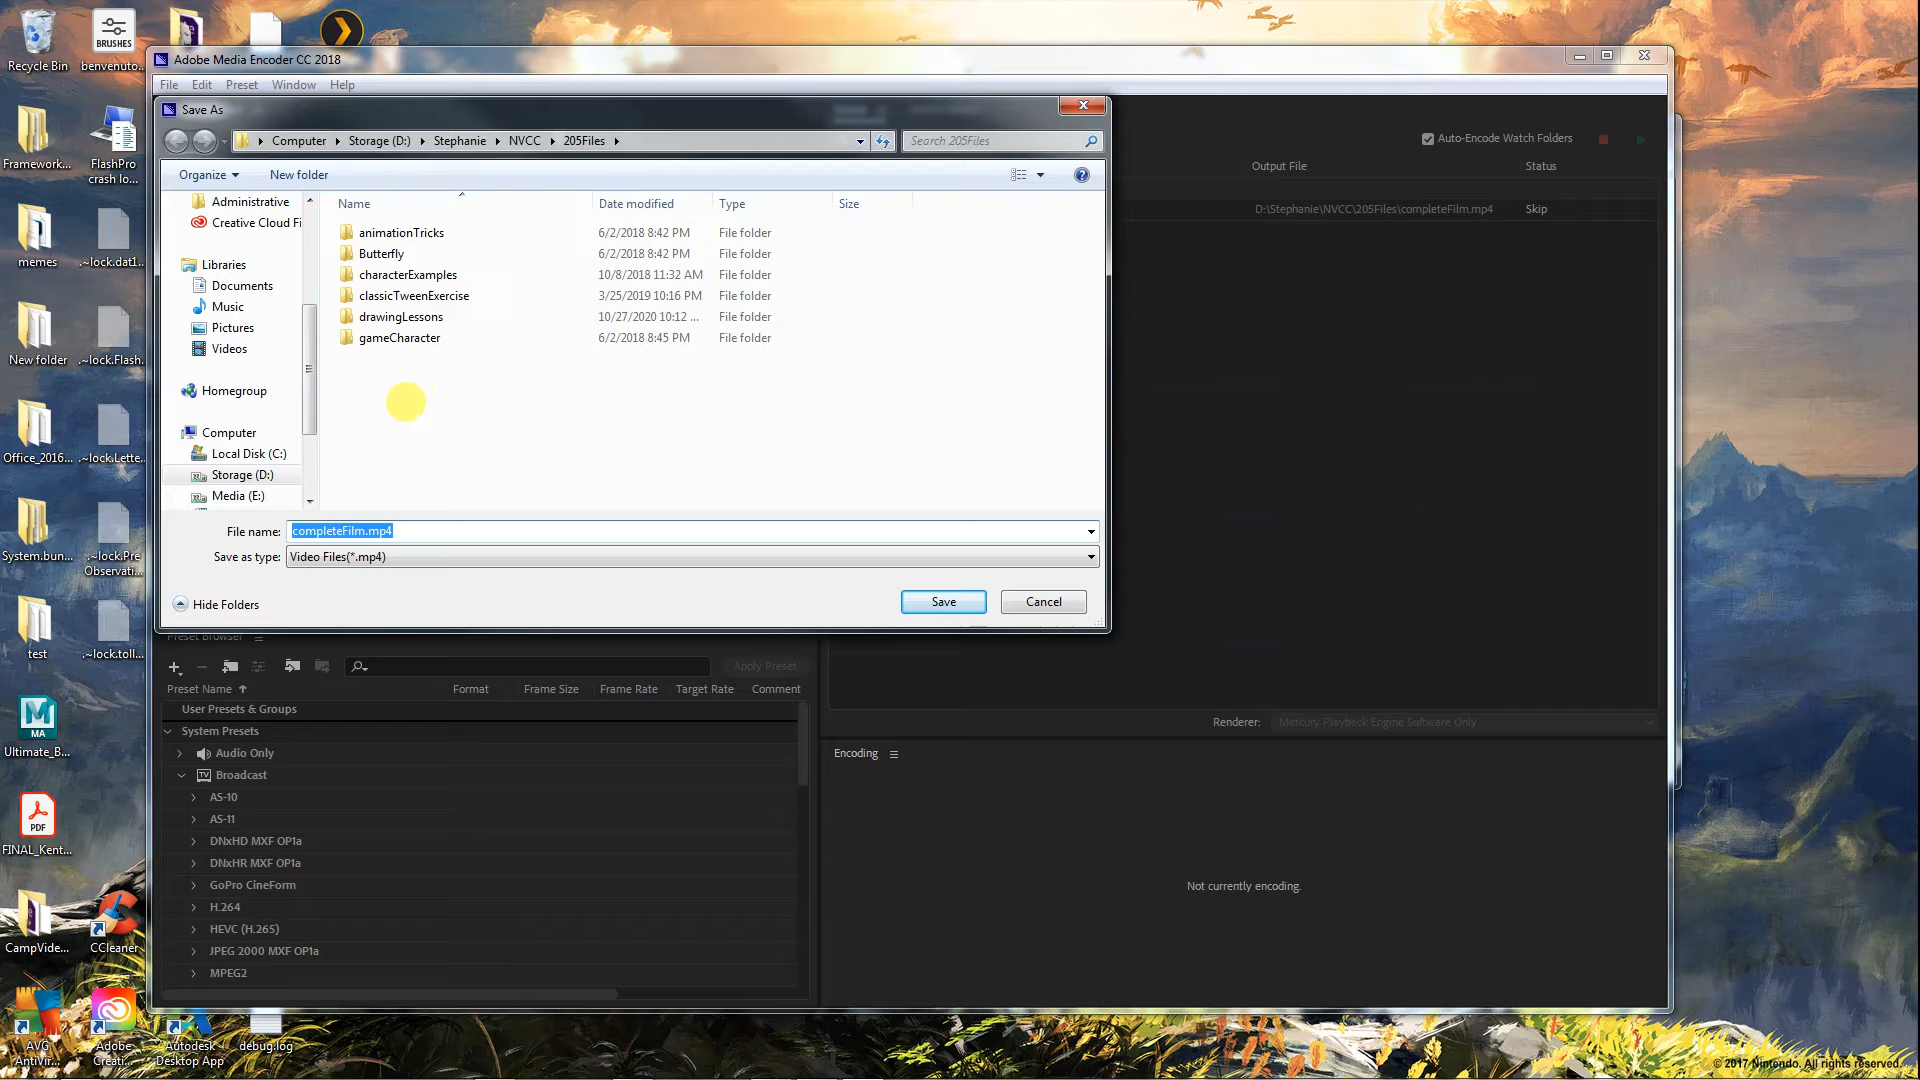 Recycle Bin
BRUSHES
benvenuto...
Framework...
FlashPro crash lo...
memes
.~lock.dat1...
New folder
.~lock.Flash...
Office_2016...
.~lock.Lette...
System.bun...
.~lock.Pre Observati...
test
.~lock.toll...
MA
Ultimate_B...
PDF
FINAL_Kent...
CampVide...
CCleaner
AVG AntiVir...
Adobe Creati...
Autodesk Desktop App
debug.log
Adobe Media Encoder CC 2018
File Edit Preset Window Help
Save As
Computer Storage (D:) Stephanie NVCC 205Files
Search 205Files
Organize New folder
Administrative
Creative Cloud Fi
Libraries
Documents
Music
Pictures
Videos
Homegroup
Computer
Local Disk (C:)
Storage (D:)
Media (E:)
Name Date modified Type Size
animationTricks 6/2/2018 8:42 PM File folder
Butterfly 6/2/2018 8:42 PM File folder
characterExamples 10/8/2018 11:32 AM File folder
classicTweenExercise 3/25/2019 10:16 PM File folder
drawingLessons 10/27/2020 10:12 ... File folder
gameCharacter 6/2/2018 8:45 PM File folder
File name: completeFilm.mp4
Save as type: Video Files(*.mp4)
Hide Folders
Save Cancel
Auto-Encode Watch Folders
Output File Status
D:\Stephanie\NVCC\205Files\completeFilm.mp4 Skip
Preset Browser
Apply Preset
Preset Name Format Frame Size Frame Rate Target Rate Comment
User Presets & Groups
System Presets
Audio Only
TV Broadcast
AS-10
AS-11
DNxHD MXF OP1a
DNxHR MXF OP1a
GoPro CineForm
H.264
HEVC (H.265)
JPEG 2000 MXF OP1a
MPEG2
Renderer: Mercury Playback Engine Software Only
Encoding
Not currently encoding.
© 2017 Nintendo. All rights reserved.